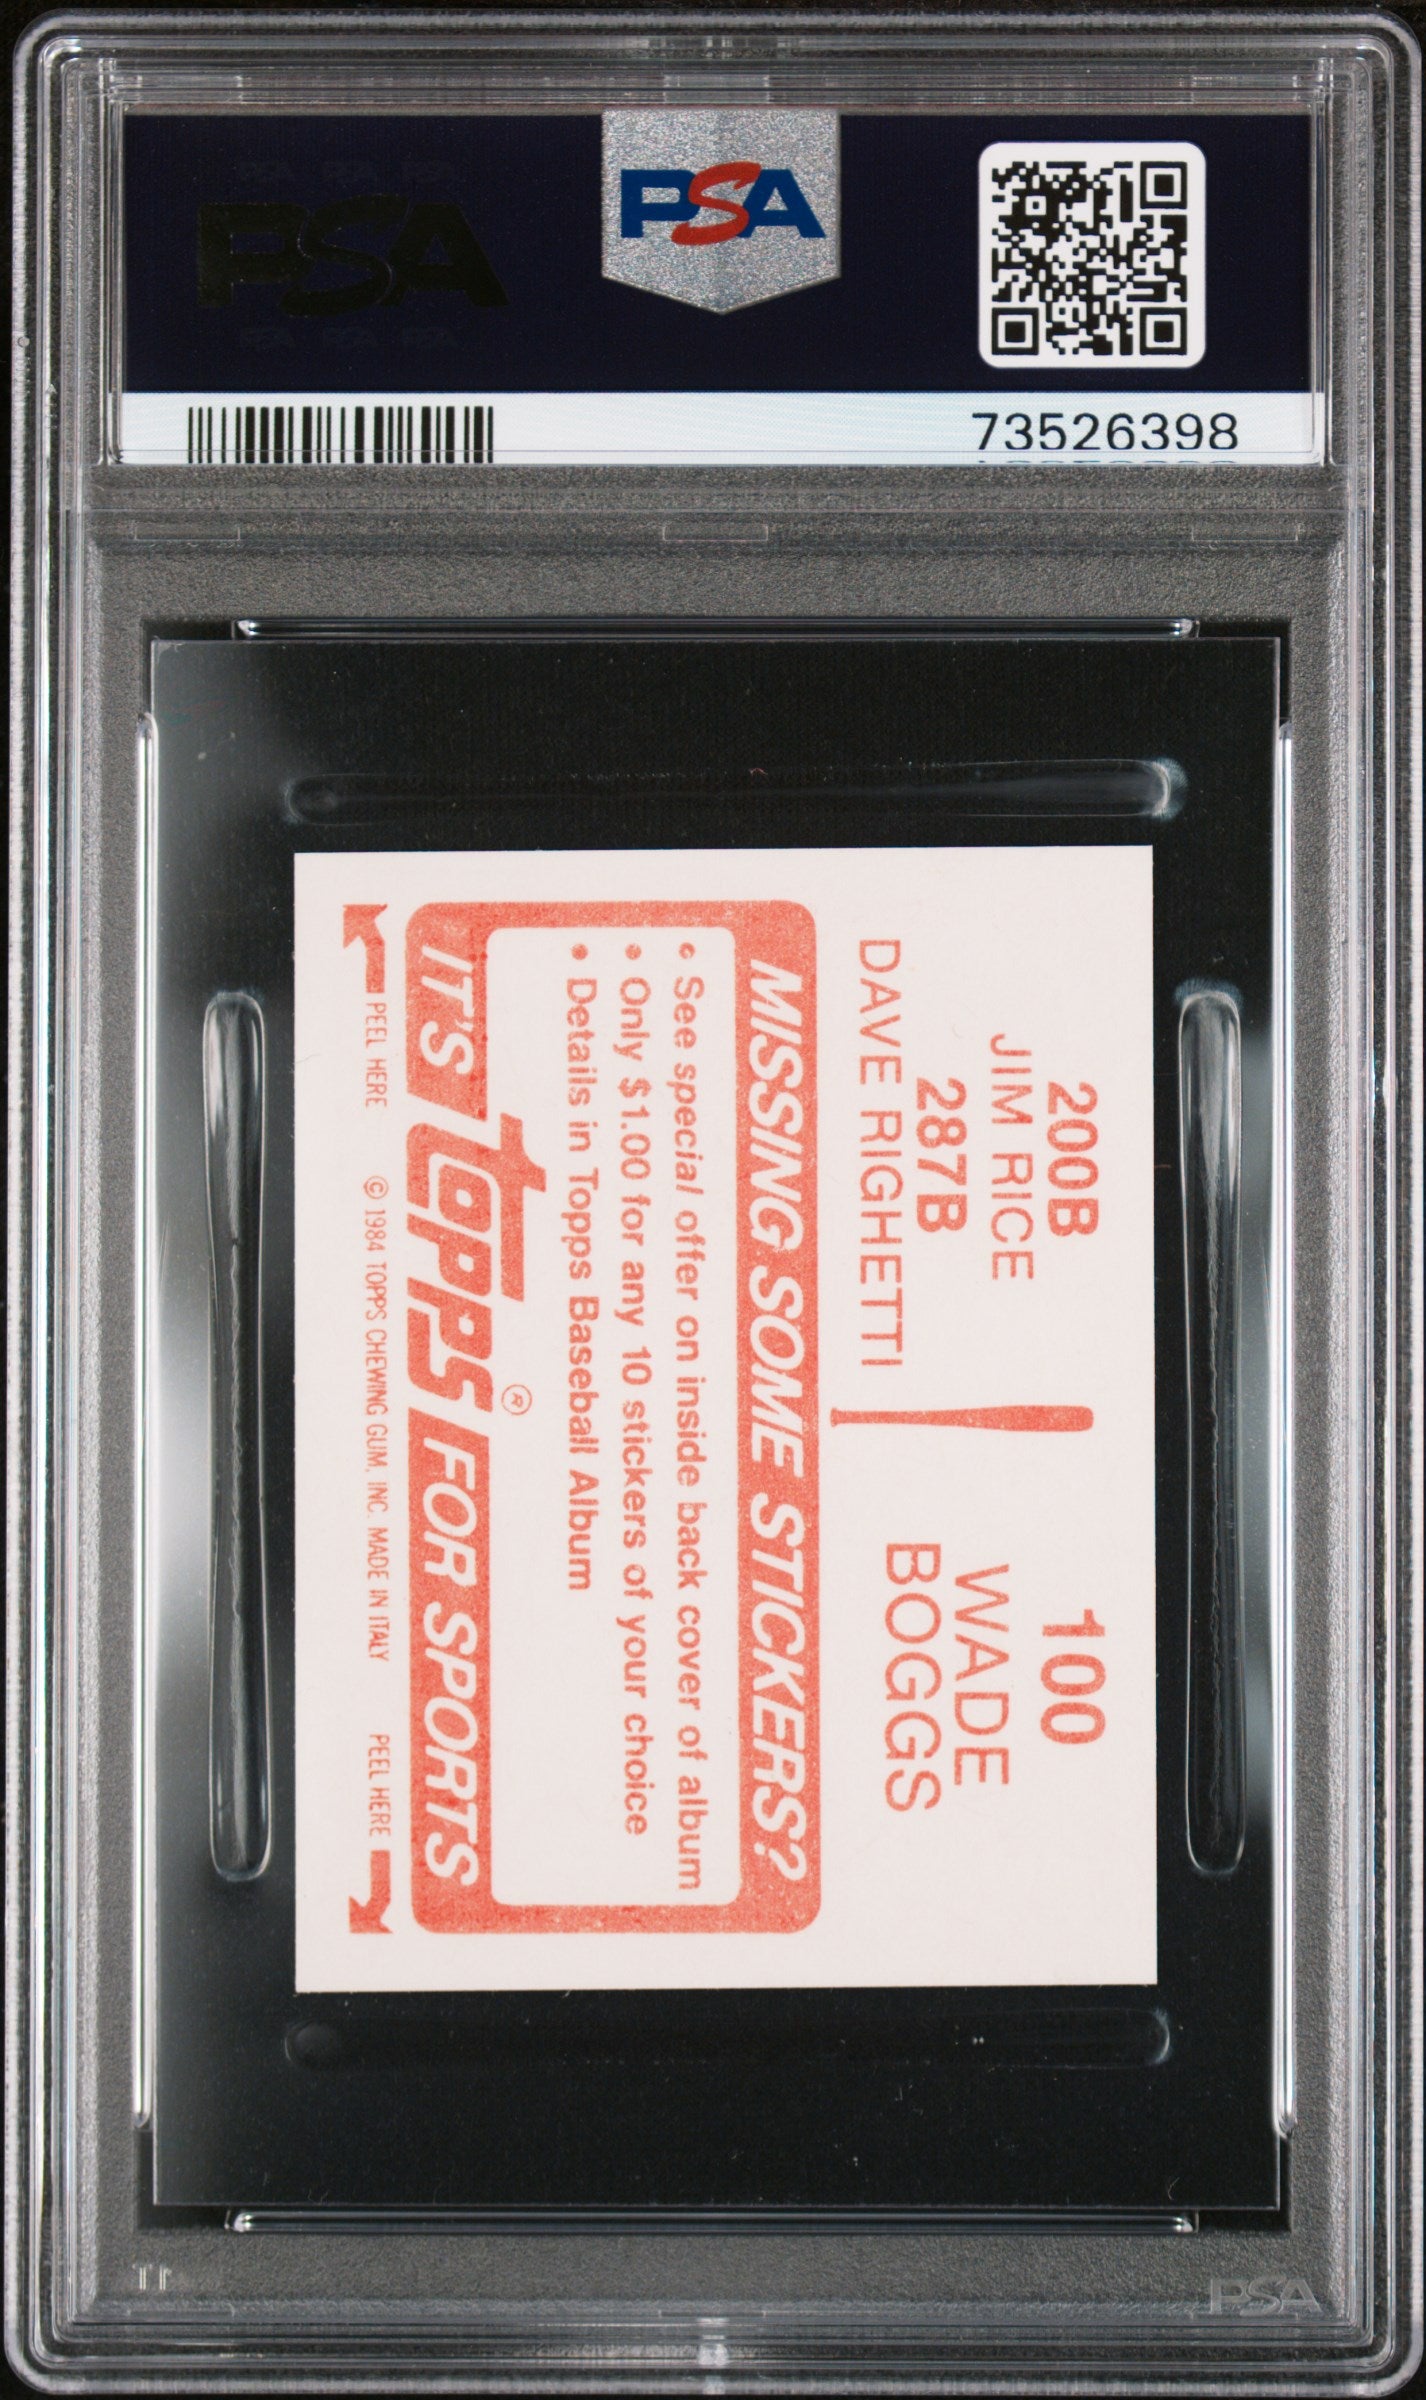 PSA
PSA
73526398
200B
JIM RICE
287B
DAVE RIGHETTI
100
WADE
BOGGS
MISSING SOME STICKERS?
• See special offer on inside back cover of album
• Only $1.00 for any 10 stickers of your choice
• Details in Topps Baseball Album
IT'S topps® FOR SPORTS
PEEL HERE © 1984 TOPPS CHEWING GUM, INC. MADE IN ITALY PEEL HERE
PSA